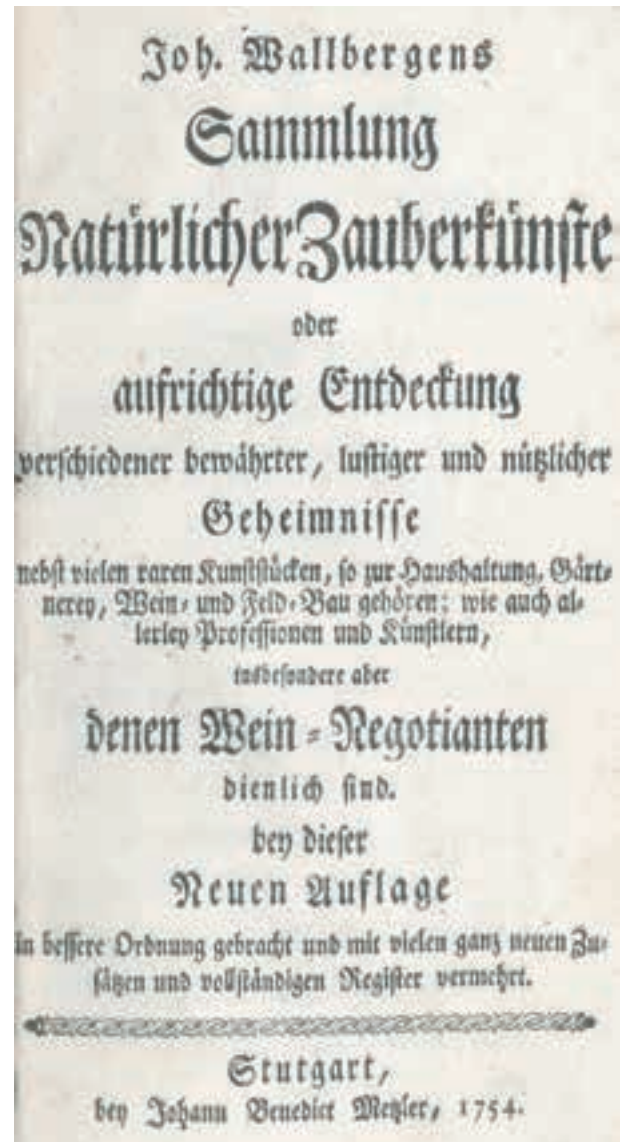 Joh. Wallbergens
Sammlung
Natürlicher Zauberkünste
oder
aufrichtige Entdeckung
verschiedener bewährter, lustiger und nützlicher
Geheimnisse
nebst vielen raren Kunststücken, so zur Haushaltung, Gärt-
nerey, Wein- und Feld-Bau gehören; wie auch al-
lerley Professionen und Künstlern,
insbesondere aber
denen Wein-Negotianten
dienlich sind.
bey dieser
Neuen Auflage
in bessere Ordnung gebracht und mit vielen ganz neuen Zu-
sätzen und vollständigen Register vermehrt.
Stutgart,
bey Johann Benedict Metzler, 1754.